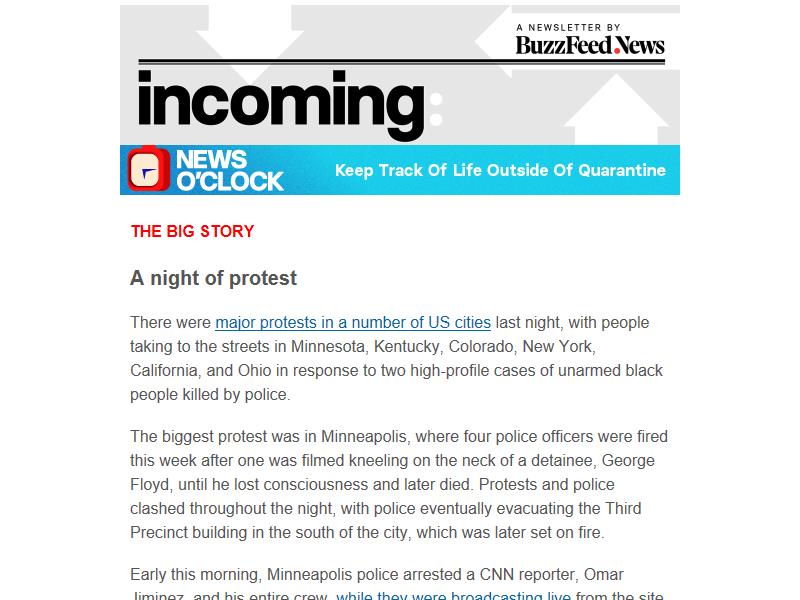 A NEWSLETTER BY
BuzzFeed.News
incoming:
NEWS
O'CLOCK
Keep Track Of Life Outside Of Quarantine
THE BIG STORY
A night of protest
There were major protests in a number of US cities last night, with people
taking to the streets in Minnesota, Kentucky, Colorado, New York,
California, and Ohio in response to two high-profile cases of unarmed black
people killed by police.
The biggest protest was in Minneapolis, where four police officers were fired
this week after one was filmed kneeling on the neck of a detainee, George
Floyd, until he lost consciousness and later died. Protests and police
clashed throughout the night, with police eventually evacuating the Third
Precinct building in the south of the city, which was later set on fire.
Early this morning, Minneapolis police arrested a CNN reporter, Omar
Jiminez, and his entire crew, while they were broadcasting live from the site